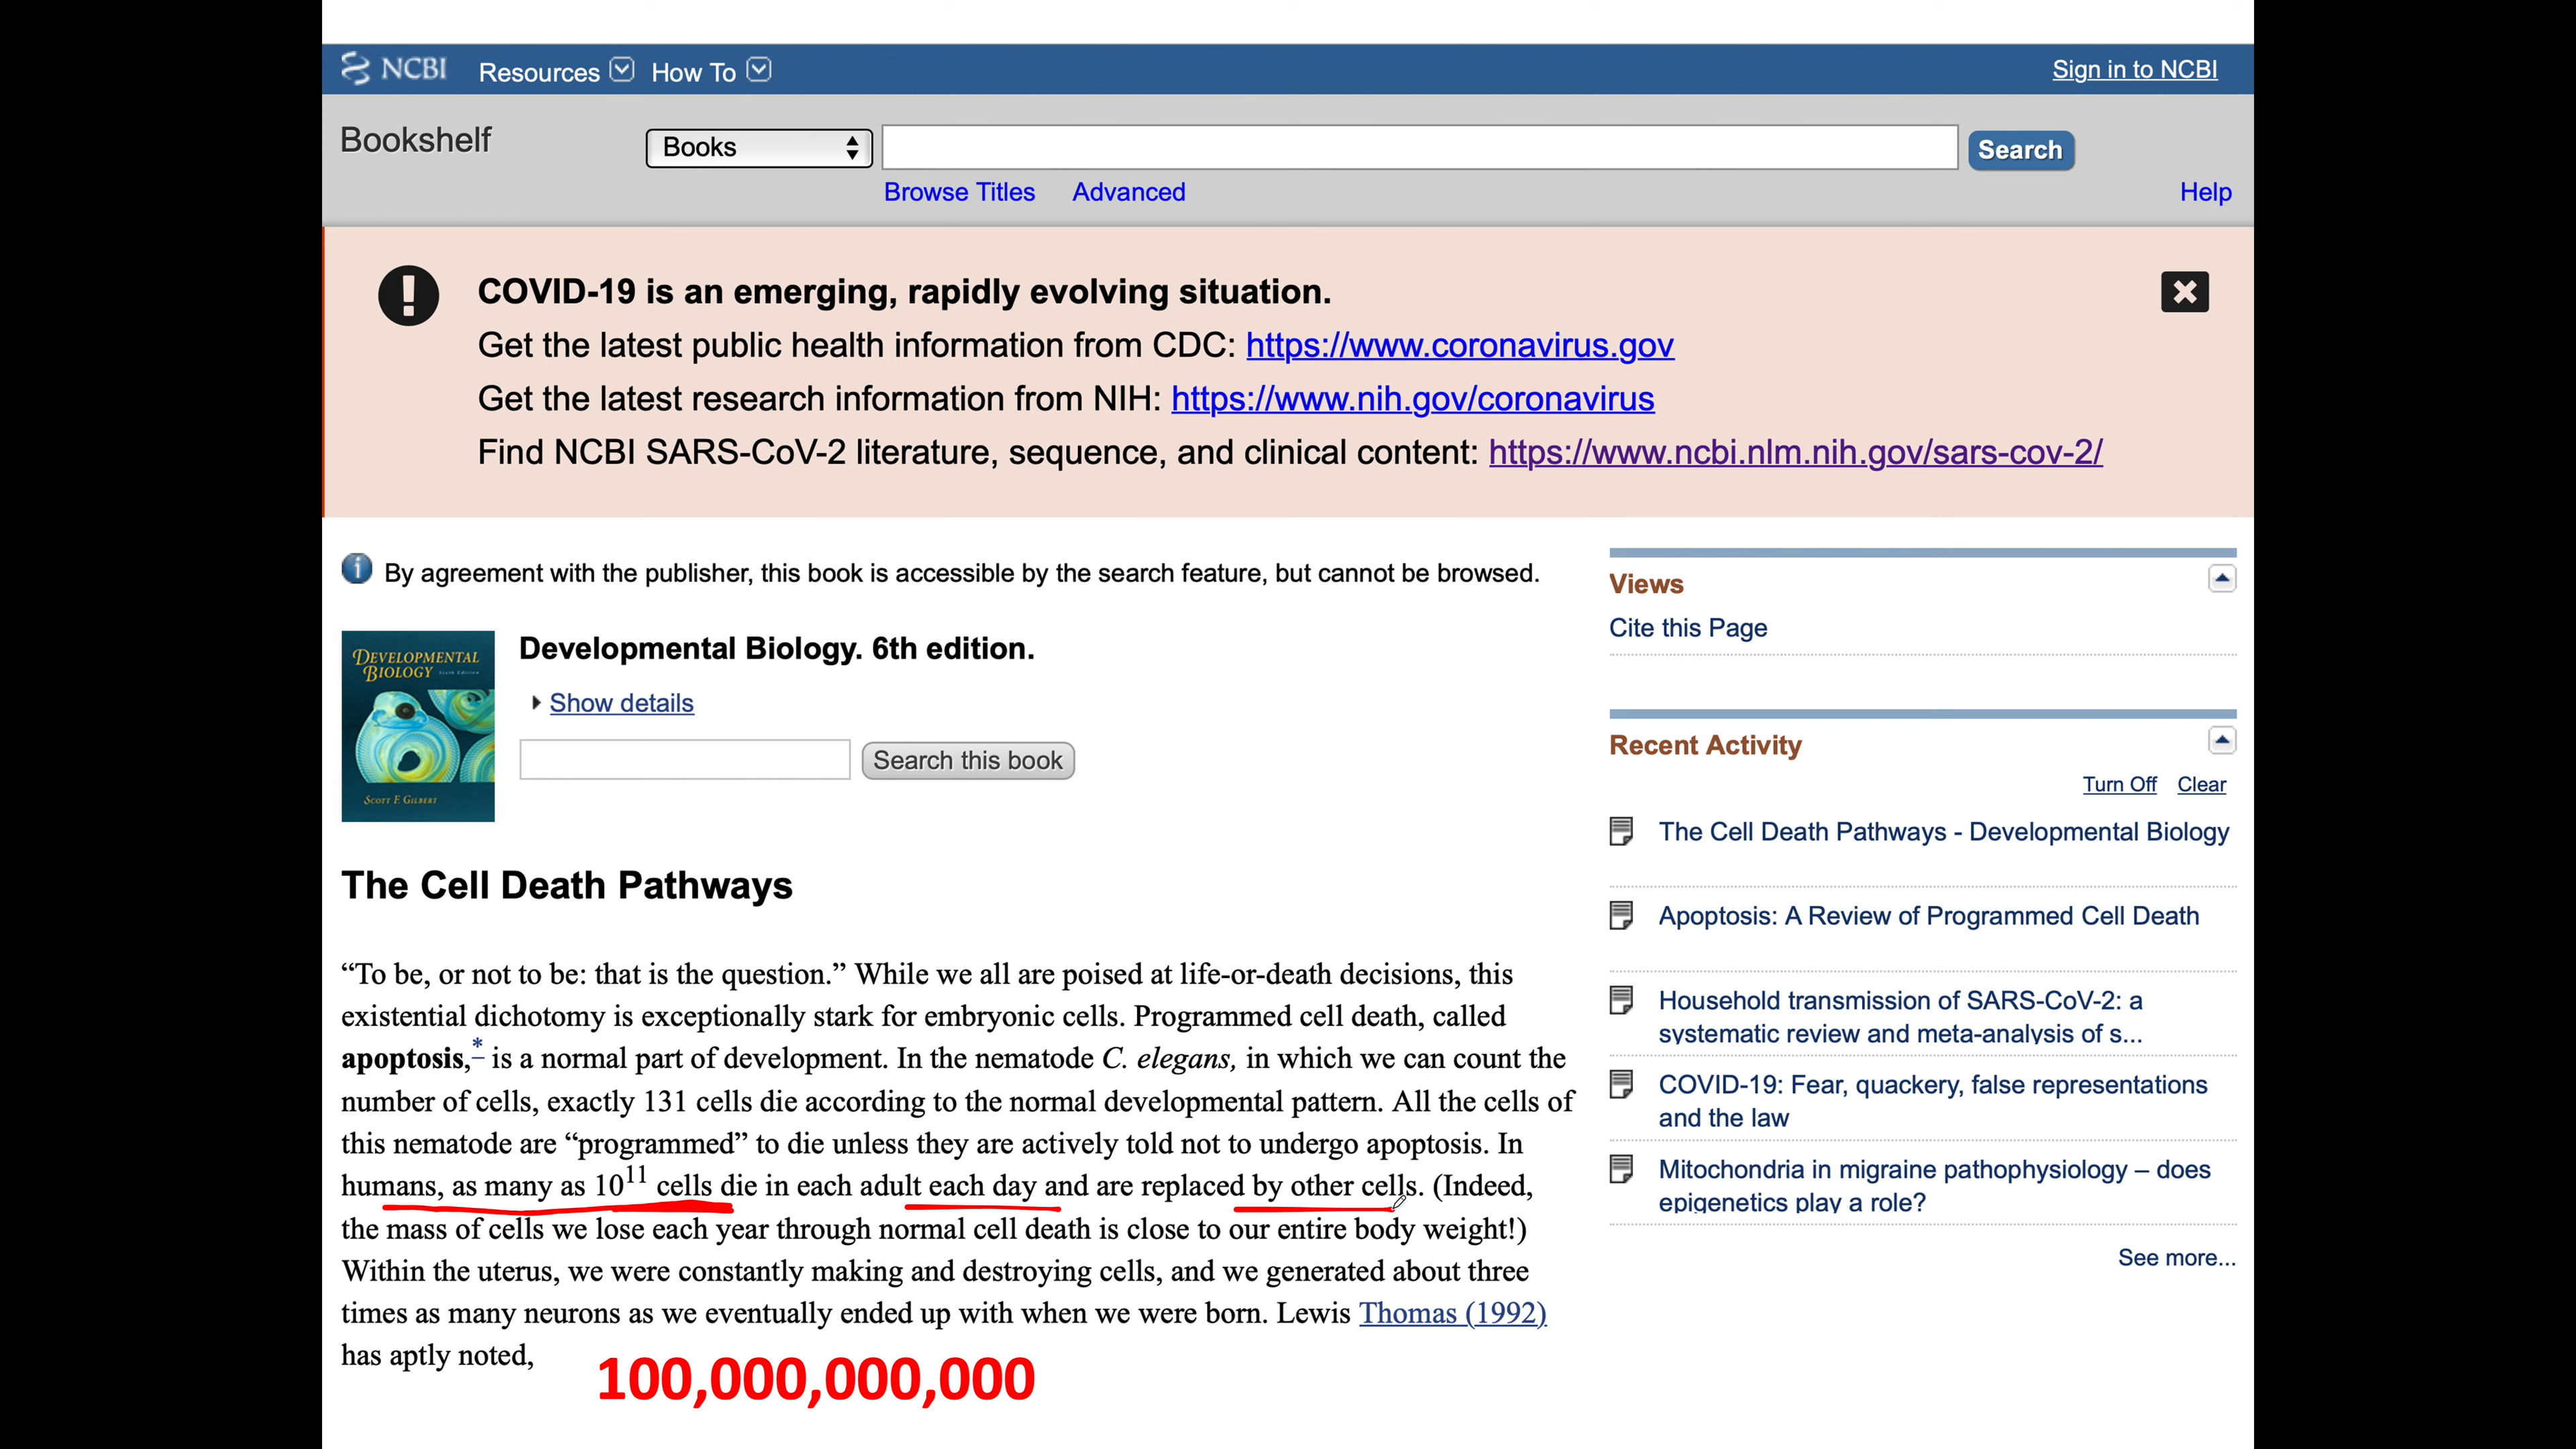 NCBI Resources How To Sign in to NCBI
Bookshelf Books Search
Browse Titles Advanced Help
COVID-19 is an emerging, rapidly evolving situation.
Get the latest public health information from CDC: https://www.coronavirus.gov
Get the latest research information from NIH: https://www.nih.gov/coronavirus
Find NCBI SARS-CoV-2 literature, sequence, and clinical content: https://www.ncbi.nlm.nih.gov/sars-cov-2/
By agreement with the publisher, this book is accessible by the search feature, but cannot be browsed.
DEVELOPMENTAL
BIOLOGY Sixth Edition
SCOTT F. GILBERT
Developmental Biology. 6th edition.
Show details
Search this book
The Cell Death Pathways
“To be, or not to be: that is the question.” While we all are poised at life-or-death decisions, this
existential dichotomy is exceptionally stark for embryonic cells. Programmed cell death, called
apoptosis,* is a normal part of development. In the nematode C. elegans, in which we can count the
number of cells, exactly 131 cells die according to the normal developmental pattern. All the cells of
this nematode are “programmed” to die unless they are actively told not to undergo apoptosis. In
humans, as many as 10¹¹ cells die in each adult each day and are replaced by other cells. (Indeed,
the mass of cells we lose each year through normal cell death is close to our entire body weight!)
Within the uterus, we were constantly making and destroying cells, and we generated about three
times as many neurons as we eventually ended up with when we were born. Lewis Thomas (1992)
has aptly noted,
100,000,000,000
Views
Cite this Page
Recent Activity
Turn Off Clear
The Cell Death Pathways - Developmental Biology
Apoptosis: A Review of Programmed Cell Death
Household transmission of SARS-CoV-2: a
systematic review and meta-analysis of s...
COVID-19: Fear, quackery, false representations
and the law
Mitochondria in migraine pathophysiology – does
epigenetics play a role?
See more...